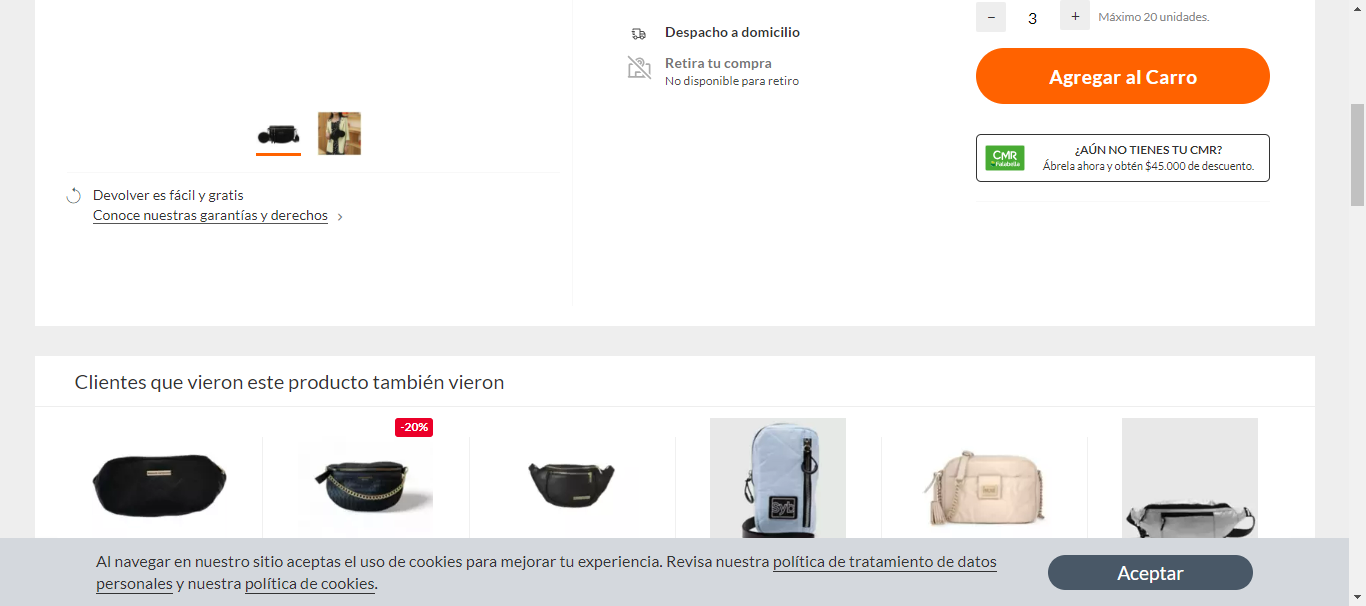 −
3
+
Máximo 20 unidades.
Despacho a domicilio
Retira tu compra
No disponible para retiro
Agregar al Carro
CMR
Falabella
¿AÚN NO TIENES TU CMR?
Ábrela ahora y obtén $45.000 de descuento.
Devolver es fácil y gratis
Conoce nuestras garantías y derechos
Clientes que vieron este producto también vieron
-20%
Al navegar en nuestro sitio aceptas el uso de cookies para mejorar tu experiencia. Revisa nuestra política de tratamiento de datos
personales y nuestra política de cookies.
Aceptar